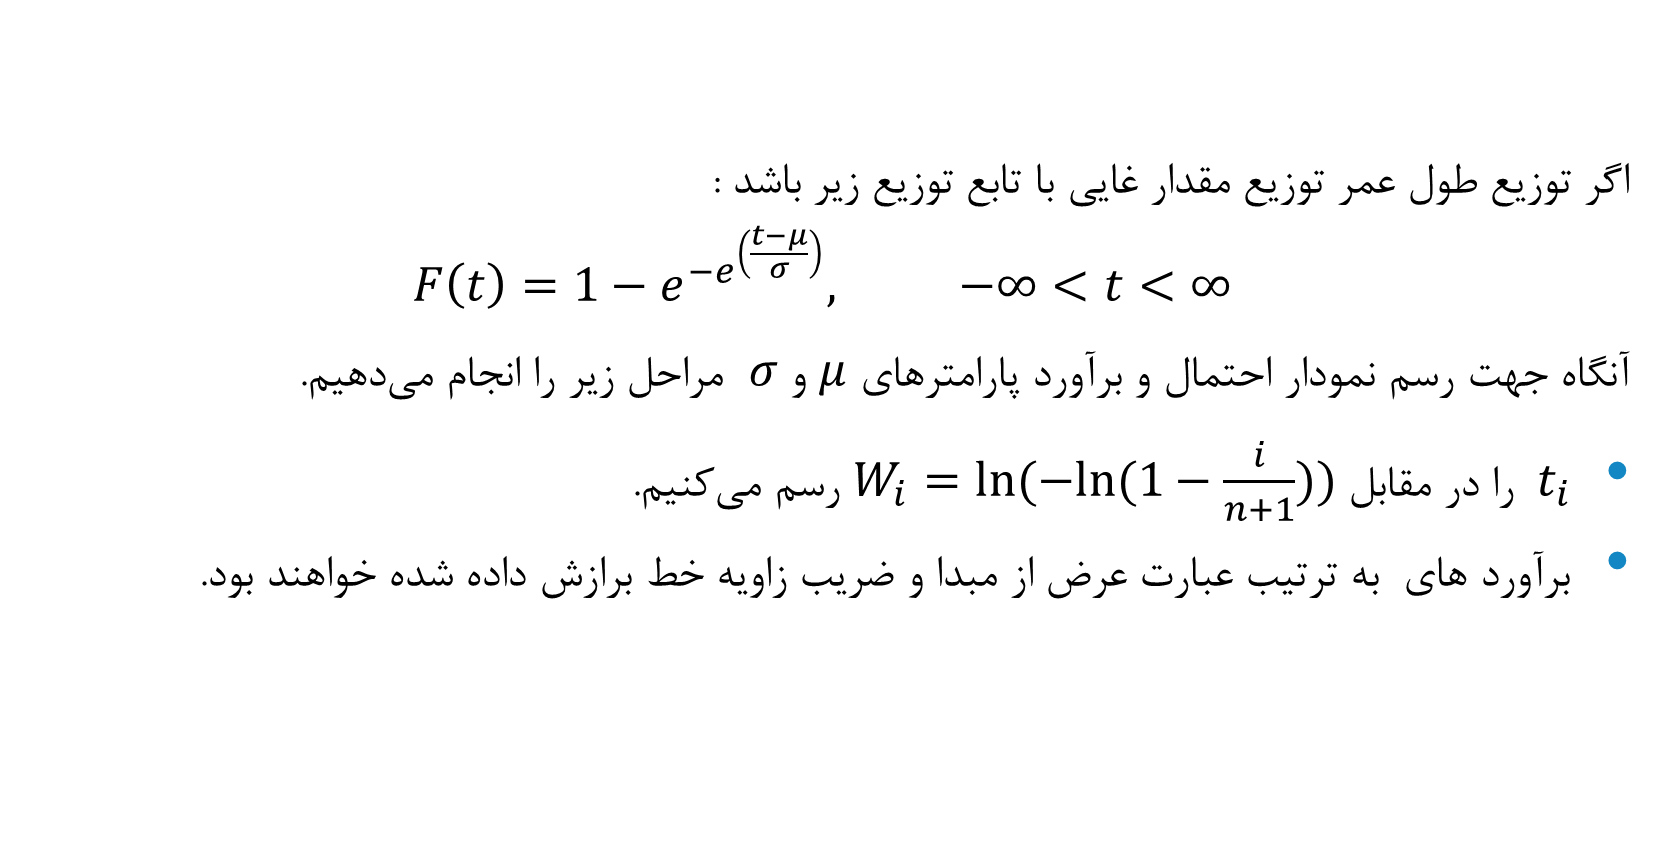 اگر توزیع طول عمر توزیع مقدار غایی با تابع توزیع زیر باشد :
F(t) = 1 − e^{−e^{(\frac{t−μ}{σ})}}, −∞ < t < ∞
آنگاه جهت رسم نمودار احتمال و برآورد پارامترهای μ و σ مراحل زیر را انجام می‌دهیم.
• t_i را در مقابل W_i = ln(−ln(1 − \frac{i}{n+1})) رسم می‌کنیم.
• برآورد های به ترتیب عبارت عرض از مبدا و ضریب زاویه خط برازش داده شده خواهند بود.